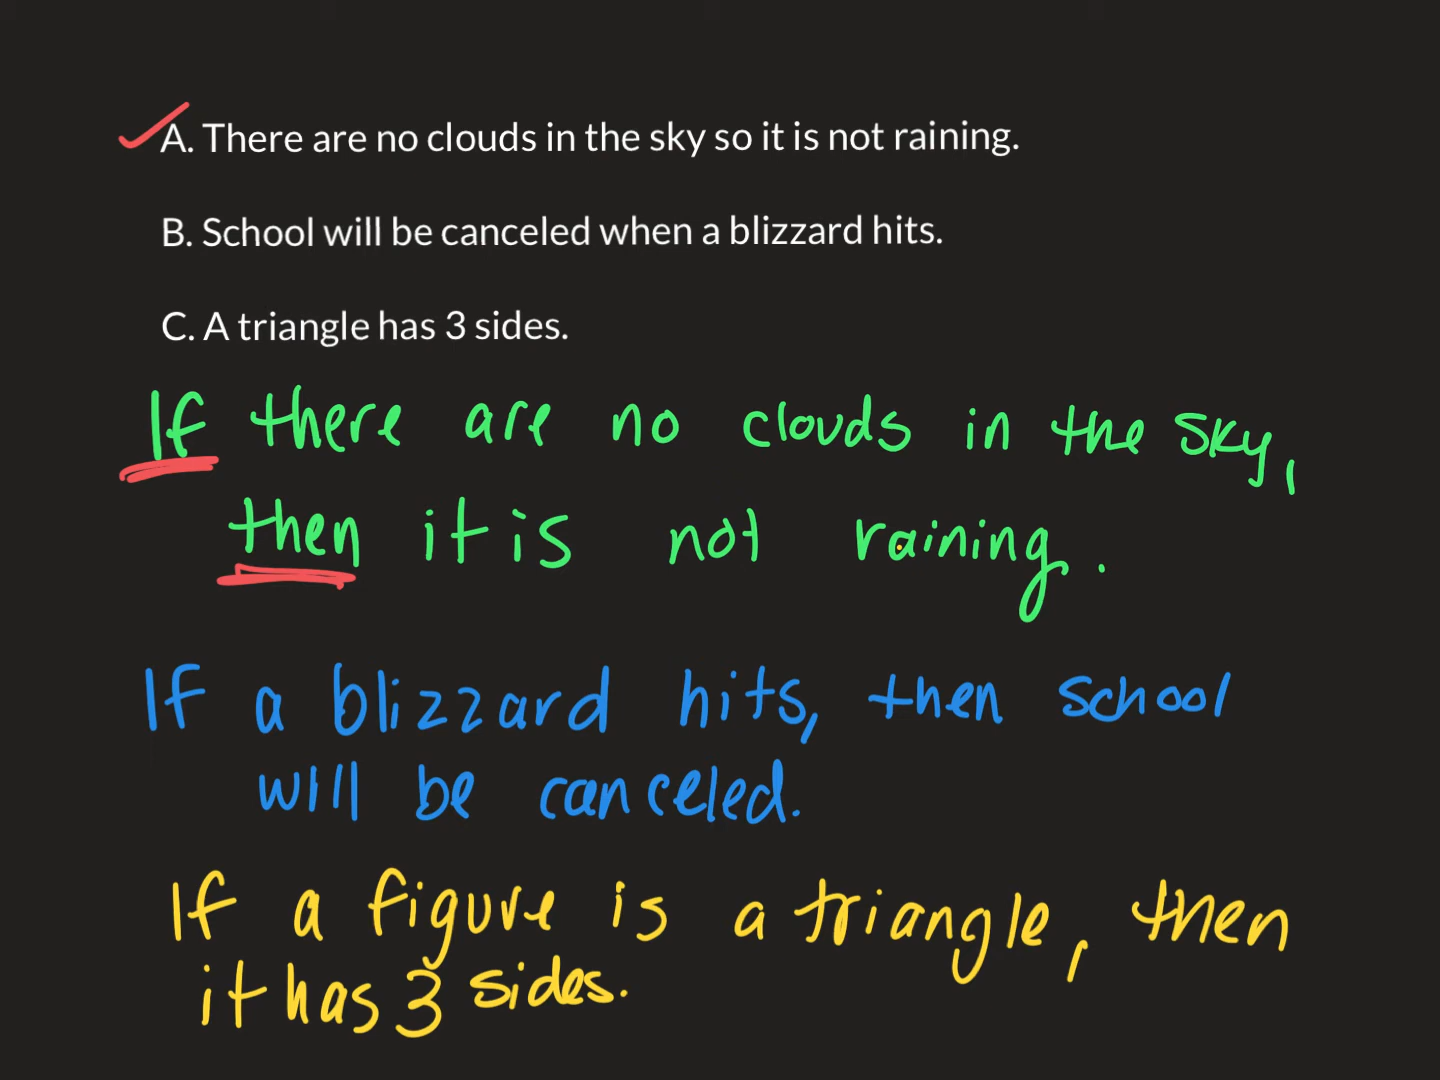 A. There are no clouds in the sky so it is not raining.
B. School will be canceled when a blizzard hits.
C. A triangle has 3 sides.
If there are no clouds in the sky,
then it is not raining.
If a blizzard hits, then school
will be canceled.
If a figure is a triangle, then
it has 3 sides.